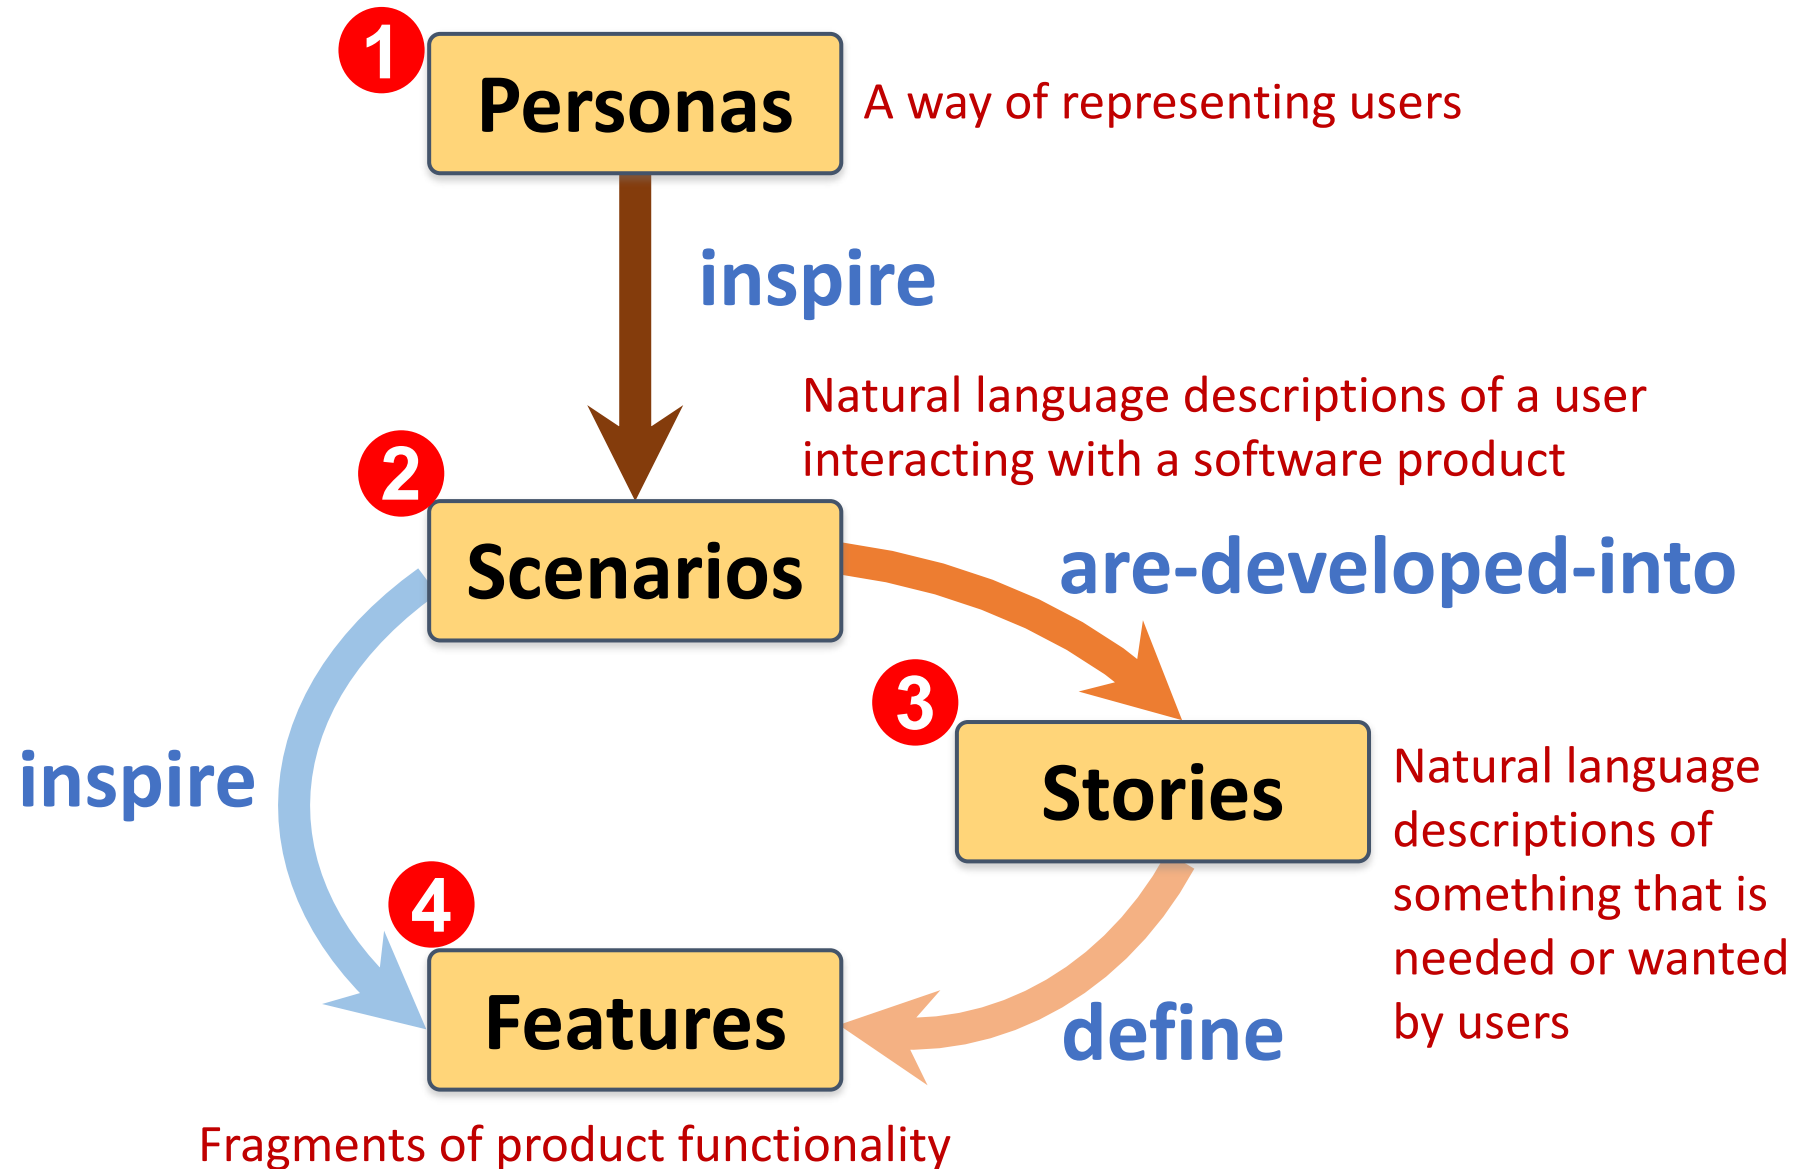 1
Personas
A way of representing users
inspire
Natural language descriptions of a user
interacting with a software product
2
Scenarios
are-developed-into
3
Stories
Natural language
descriptions of
something that is
needed or wanted
by users
inspire
4
Features
define
Fragments of product functionality